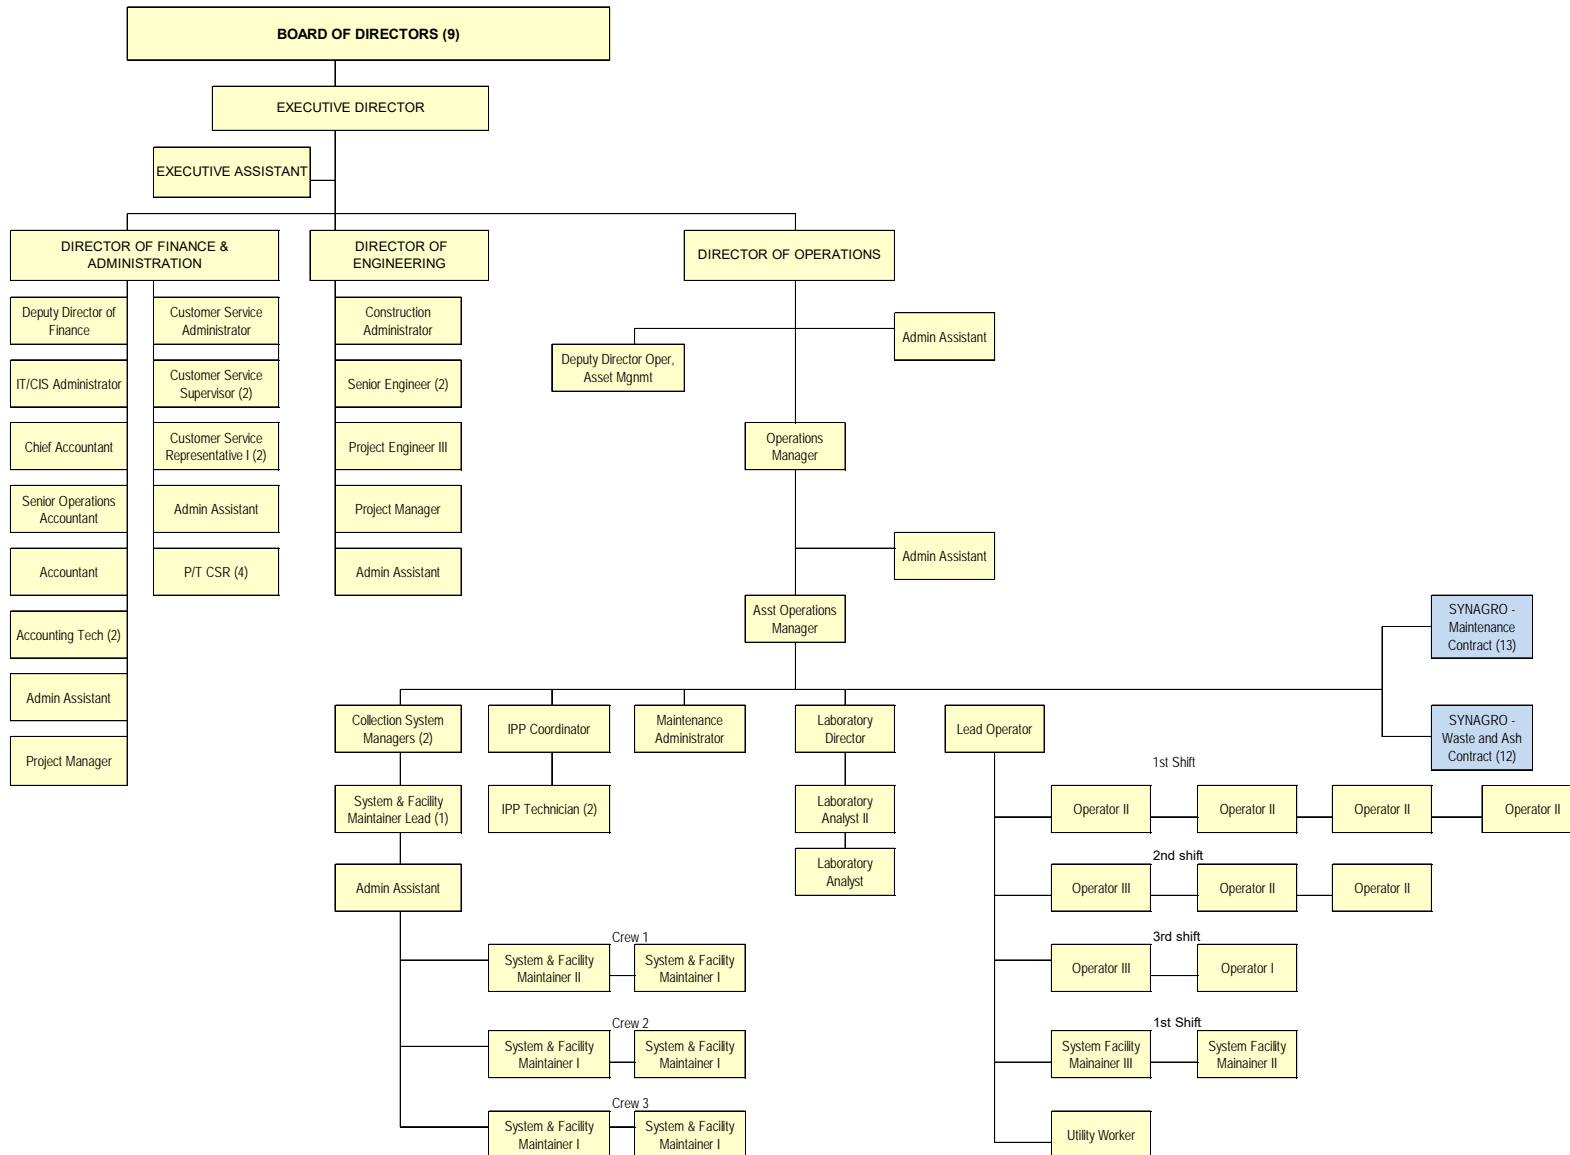 BOARD OF DIRECTORS (9)
EXECUTIVE DIRECTOR
EXECUTIVE ASSISTANT
DIRECTOR OF FINANCE &
ADMINISTRATION
DIRECTOR OF
ENGINEERING
DIRECTOR OF OPERATIONS
Deputy Director of
Finance
IT/CIS Administrator
Chief Accountant
Senior Operations
Accountant
Accountant
Accounting Tech (2)
Admin Assistant
Project Manager
Customer Service
Administrator
Customer Service
Supervisor (2)
Customer Service
Representative I (2)
Admin Assistant
P/T CSR (4)
Construction
Administrator
Senior Engineer (2)
Project Engineer III
Project Manager
Admin Assistant
Admin Assistant
Deputy Director Oper,
Asset Mgnmt
Operations
Manager
Admin Assistant
Asst Operations
Manager
SYNAGRO -
Maintenance
Contract (13)
SYNAGRO -
Waste and Ash
Contract (12)
Collection System
Managers (2)
System & Facility
Maintainer Lead (1)
Admin Assistant
Crew 1
System & Facility
Maintainer II
System & Facility
Maintainer I
Crew 2
System & Facility
Maintainer I
System & Facility
Maintainer I
Crew 3
System & Facility
Maintainer I
System & Facility
Maintainer I
IPP Coordinator
IPP Technician (2)
Maintenance
Administrator
Laboratory
Director
Laboratory
Analyst II
Laboratory
Analyst
Lead Operator
1st Shift
Operator II
Operator II
Operator II
Operator II
2nd shift
Operator III
Operator II
Operator II
3rd shift
Operator III
Operator I
1st Shift
System Facility
Mainainer III
System Facility
Mainainer II
Utility Worker